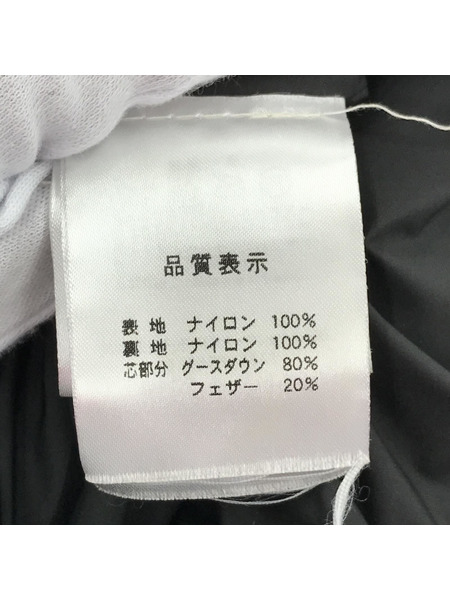 品質表示
表地 ナイロン 100%
裏地 ナイロン 100%
芯部分 グースダウン 80%
フェザー 20%